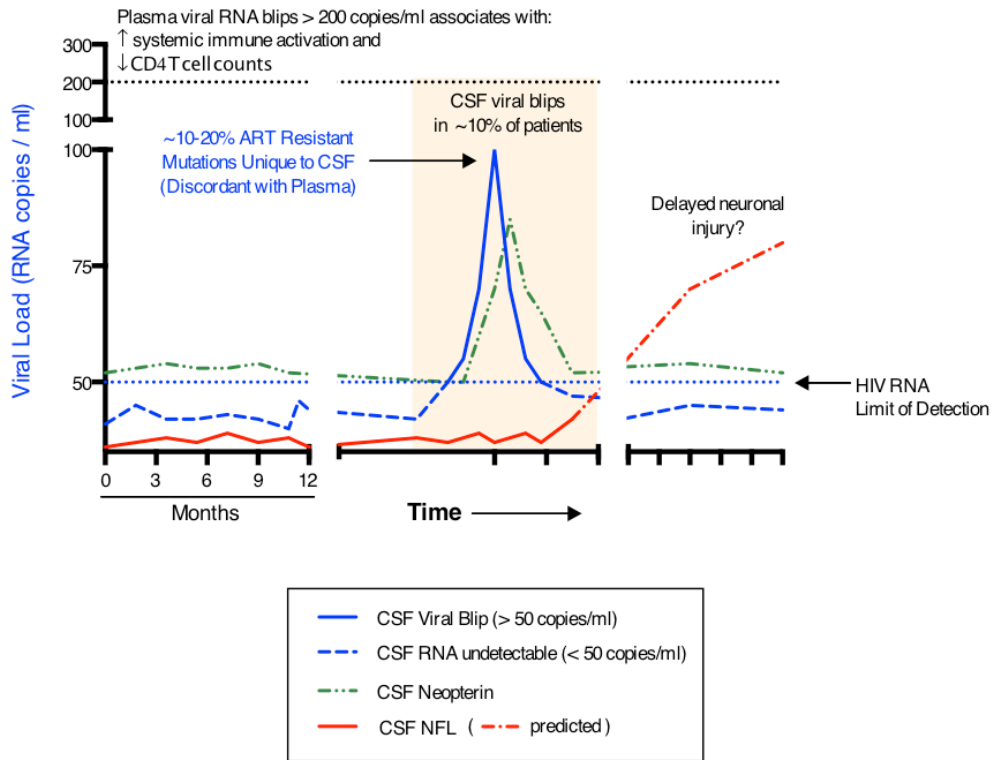 Plasma viral RNA blips > 200 copies/ml associates with:
↑ systemic immune activation and
↓ CD4 T cell counts
300
200
100
100
75
50
Viral Load (RNA copies / ml)
~10-20% ART Resistant
Mutations Unique to CSF
(Discordant with Plasma)
CSF viral blips
in ~10% of patients
Delayed neuronal
injury?
HIV RNA
Limit of Detection
0 3 6 9 12
Months
Time
CSF Viral Blip (> 50 copies/ml)
CSF RNA undetectable (< 50 copies/ml)
CSF Neopterin
CSF NFL ( predicted )